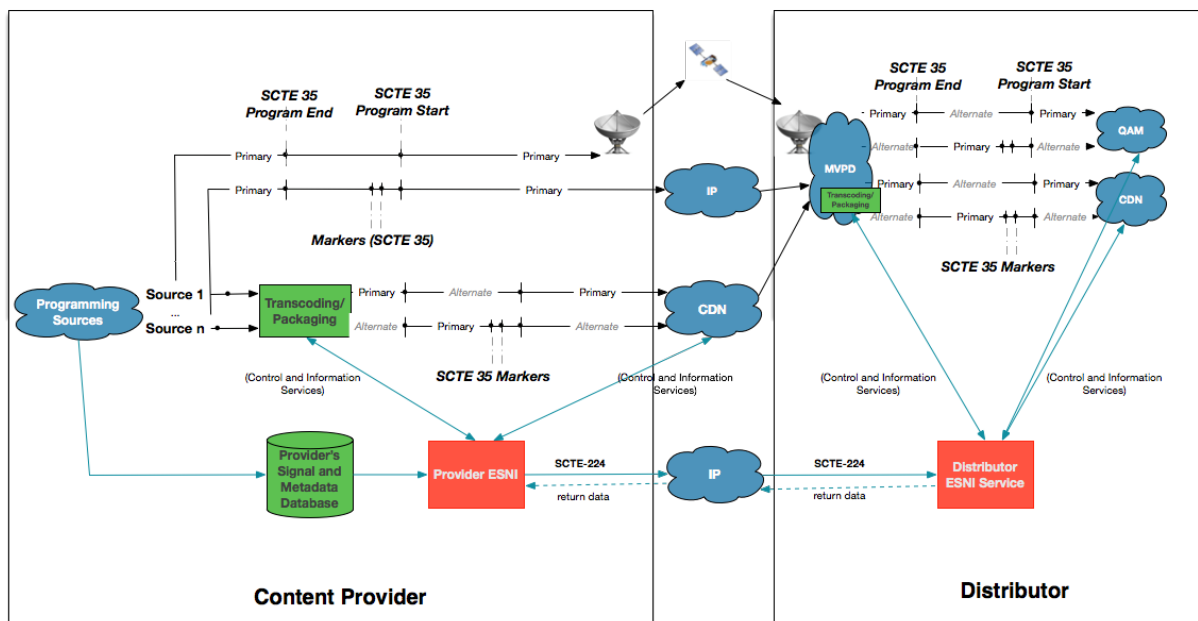 SCTE 35
Program End
SCTE 35
Program Start
Primary
Primary
Primary
Primary
IP
Markers (SCTE 35)
Programming
Sources
Source 1
...
Source n
Transcoding/
Packaging
Primary
Alternate
Primary
Alternate
Primary
Alternate
CDN
SCTE 35 Markers
(Control and Information
Services)
(Control and Information
Services)
Provider's
Signal and
Metadata
Database
Provider ESNI
SCTE-224
return data
IP
SCTE-224
return data
Content Provider
SCTE 35
Program End
SCTE 35
Program Start
Primary
Alternate
Primary
Alternate
Primary
Alternate
QAM
MVPD
Transcoding/
Packaging
Primary
Alternate
Primary
Alternate
Primary
Alternate
CDN
SCTE 35 Markers
(Control and Information
Services)
(Control and Information
Services)
Distributor
ESNI Service
Distributor